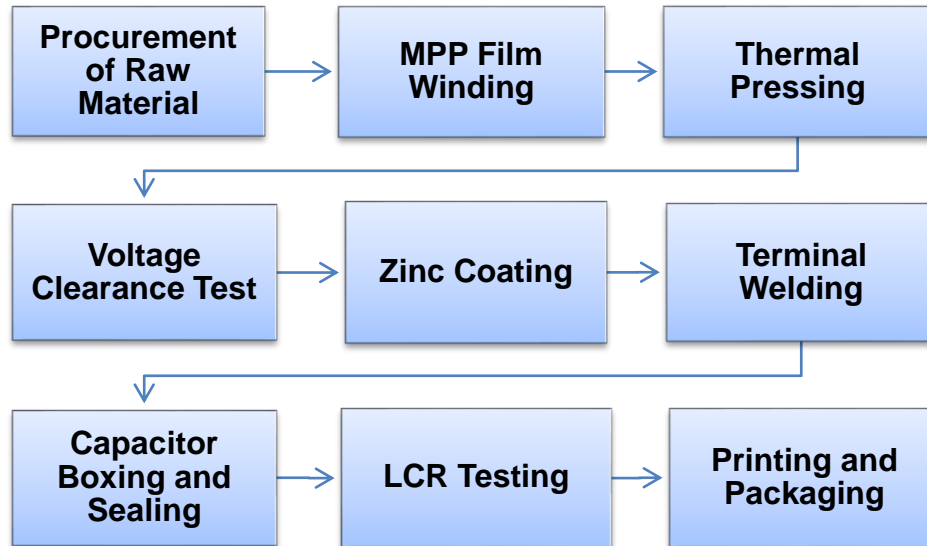 Procurement
of Raw
Material
MPP Film
Winding
Thermal
Pressing
Voltage
Clearance Test
Zinc Coating
Terminal
Welding
Capacitor
Boxing and
Sealing
LCR Testing
Printing and
Packaging